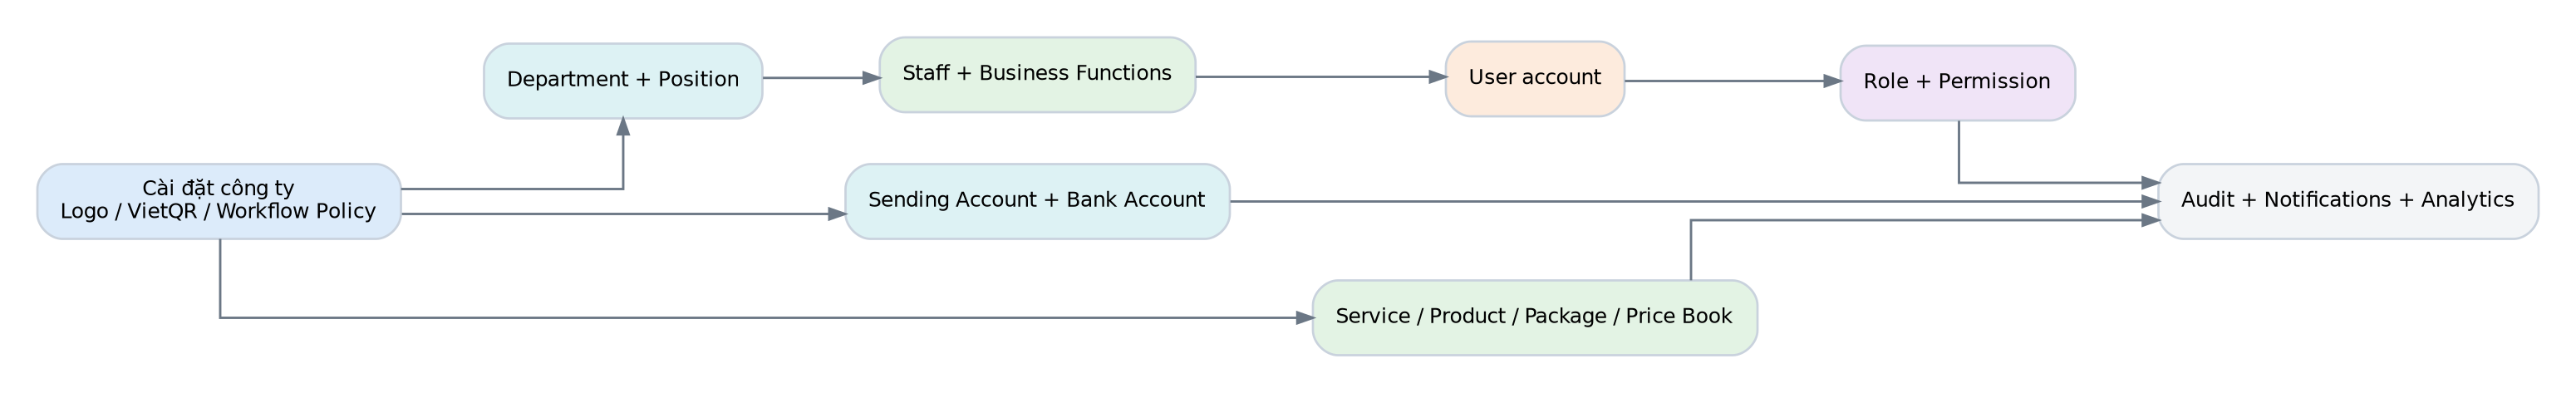 Department + Position
Staff + Business Functions
User account
Role + Permission
Cài đặt công ty
Logo / VietQR / Workflow Policy
Sending Account + Bank Account
Audit + Notifications + Analytics
Service / Product / Package / Price Book